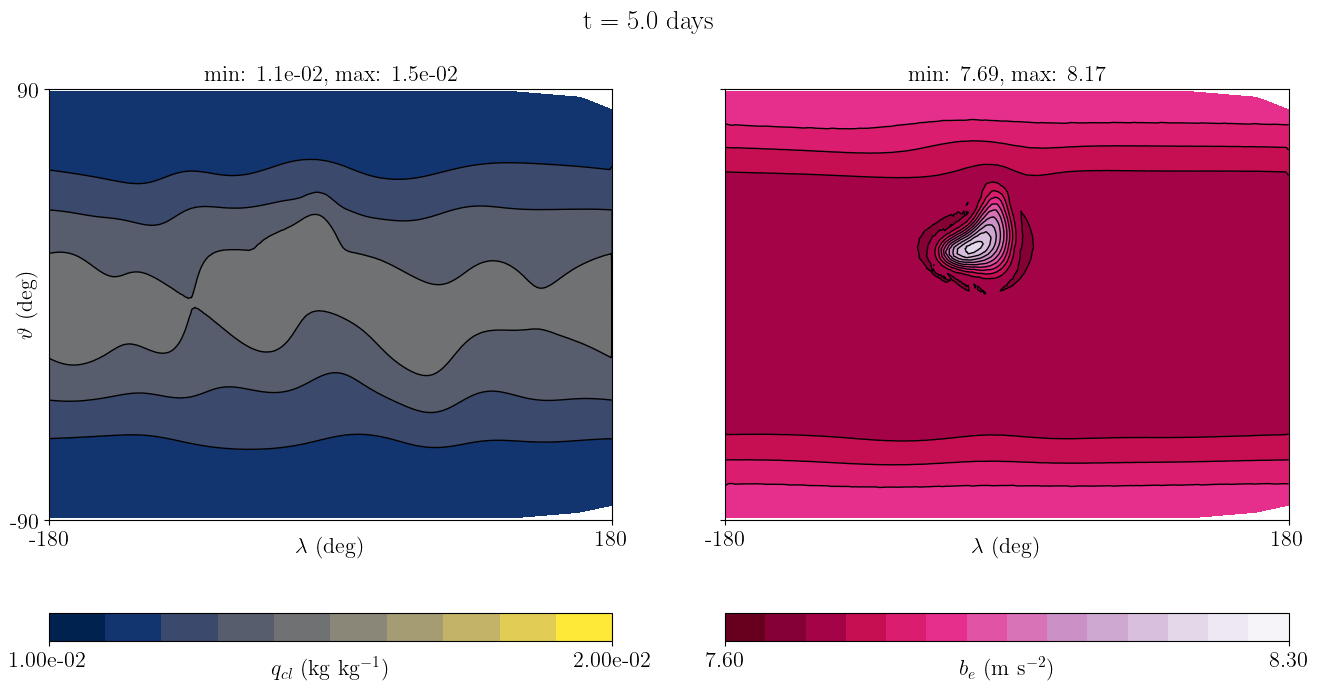 t = 5.0 days
min: 1.1e-02, max: 1.5e-02
min: 7.69, max: 8.17
90
ϑ (deg)
-90
-180
λ (deg)
180
-180
λ (deg)
180
1.00e-02
q_{cl} (kg kg^{-1})
2.00e-02
7.60
b_e (m s^{-2})
8.30